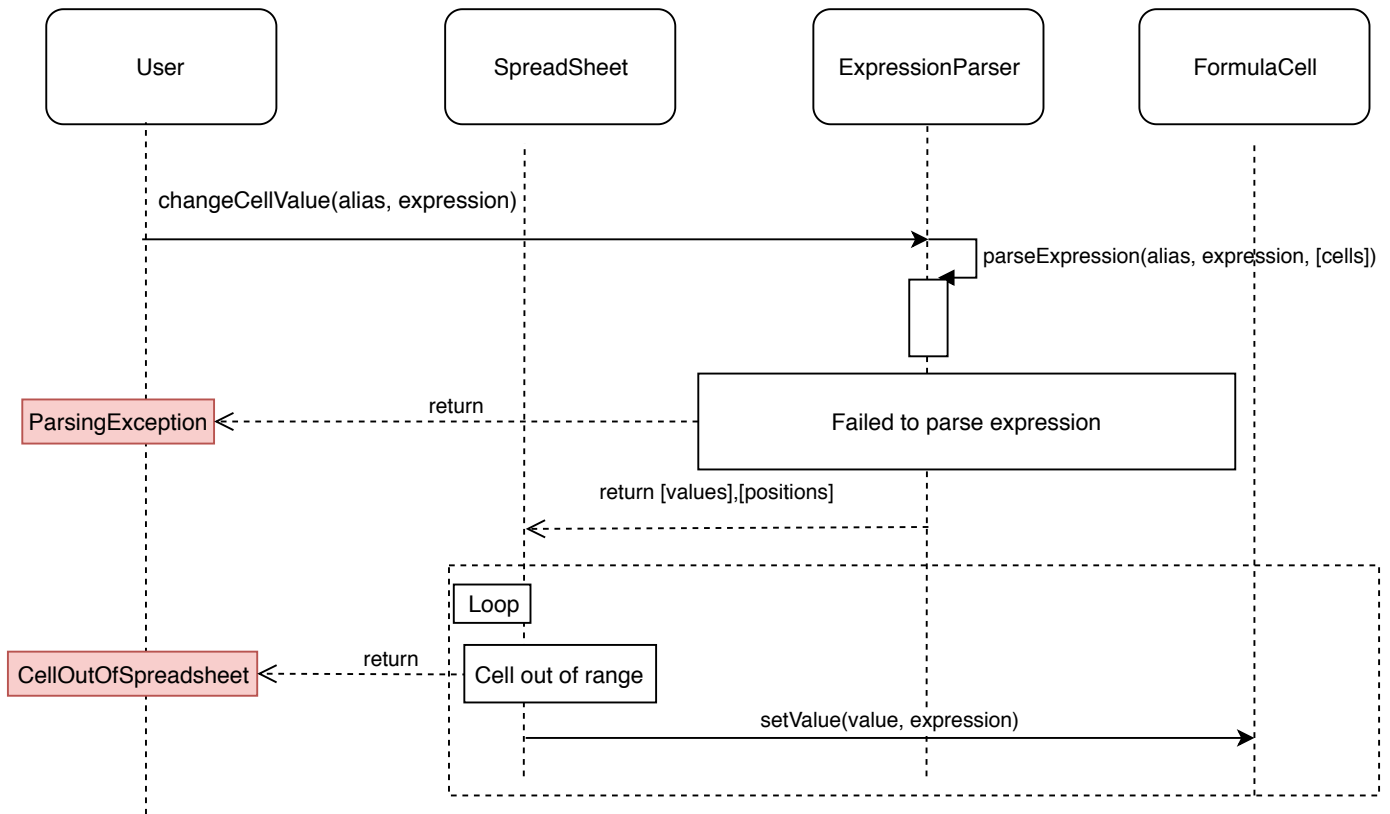 User
SpreadSheet
ExpressionParser
FormulaCell
changeCellValue(alias, expression)
parseExpression(alias, expression, [cells])
ParsingException
return
Failed to parse expression
return [values],[positions]
Loop
CellOutOfSpreadsheet
return
Cell out of range
setValue(value, expression)